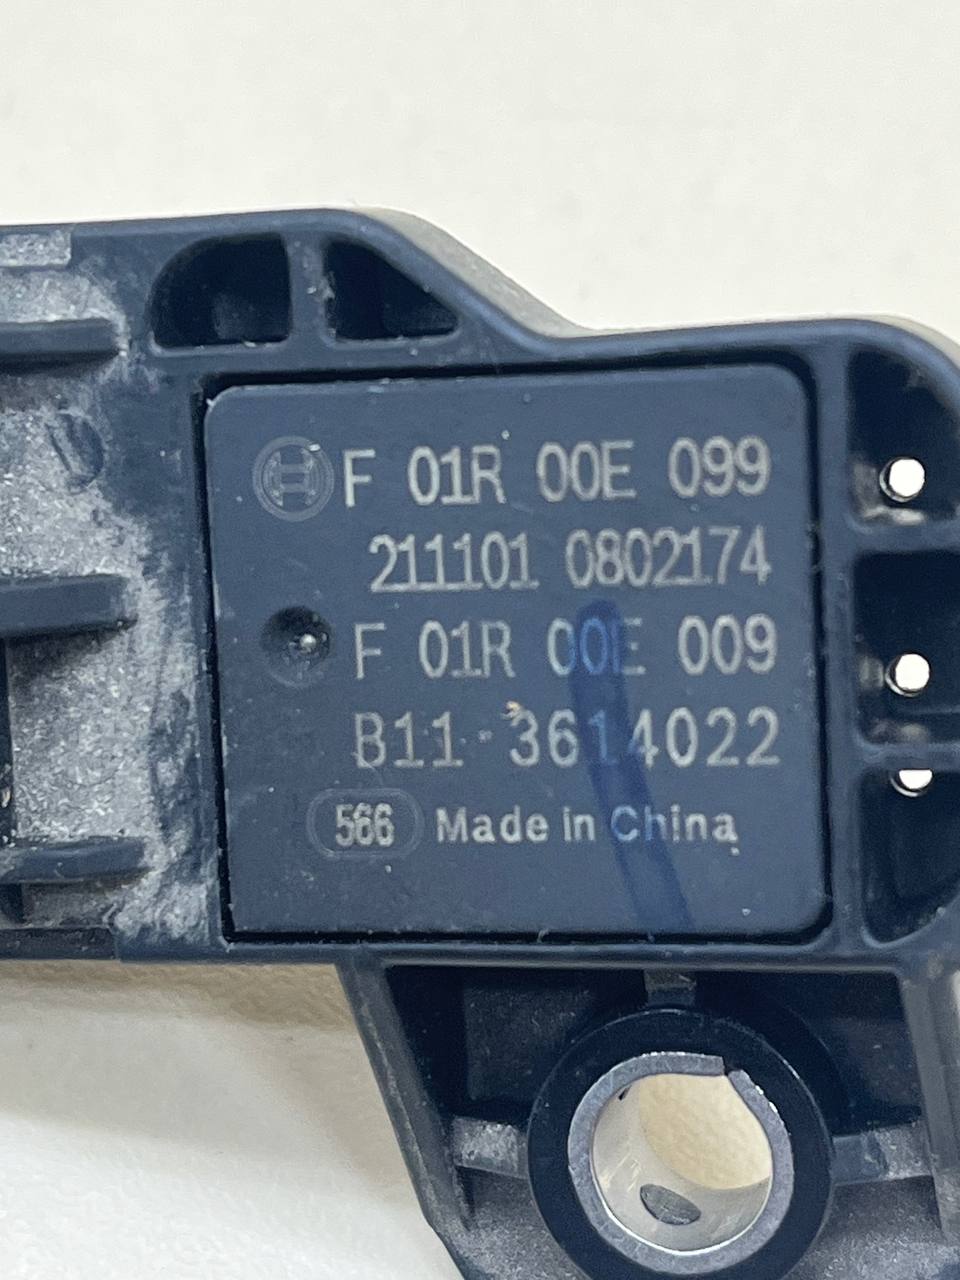 F 01R 00E 099
211101 0802174
F 01R 00E 009
B11-3614022
566 Made in China